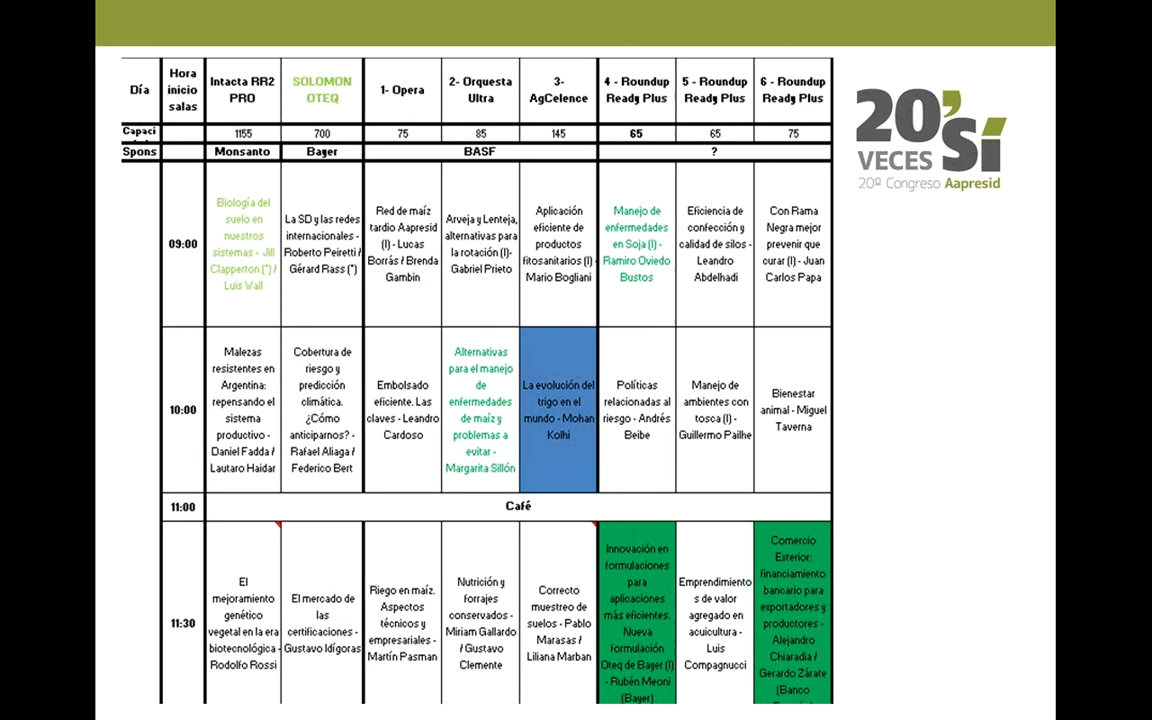 Día
Hora
inicio
salas
Intacta RR2
PRO
SOLOMON
OTEQ
1- Opera
2- Orquesta
Ultra
3-
AgCelence
4 - Roundup
Ready Plus
5 - Roundup
Ready Plus
6 - Roundup
Ready Plus
Capaci
1155
700
75
85
145
65
65
75
Spons
Monsanto
Bayer
BASF
?
09:00
Biología del
suelo en
nuestros
sistemas - Jill
Clapperton (*) /
Luis Wall
La SD y las redes
internacionales -
Roberto Peiretti /
Gérard Rass (*)
Red de maíz
tardio Aapresid
(I) - Lucas
Borrás / Brenda
Gambin
Arveja y Lenteja,
alternativas para
la rotación (I)-
Gabriel Prieto
Aplicación
eficiente de
productos
fitosanitarios (I) -
Mario Bogliani
Manejo de
enfermedades
en Soja (I) -
Ramiro Oviedo
Bustos
Eficiencia de
confección y
calidad de silos -
Leandro
Abdelhadi
Con Rama
Negra mejor
prevenir que
curar (I) - Juan
Carlos Papa
10:00
Malezas
resistentes en
Argentina:
repensando el
sistema
productivo -
Daniel Fadda /
Lautaro Haidar
Cobertura de
riesgo y
predicción
climática.
¿Cómo
anticiparnos? -
Rafael Aliaga /
Federico Bert
Embolsado
eficiente. Las
claves - Leandro
Cardoso
Alternativas
para el manejo
de
enfermedades
de maíz y
problemas a
evitar -
Margarita Sillón
La evolución del
trigo en el
mundo - Mohan
Kolhi
Políticas
relacionadas al
riesgo - Andrés
Beibe
Manejo de
ambientes con
tosca (I) -
Guillermo Pailhe
Bienestar
animal - Miguel
Taverna
11:00
Café
11:30
El
mejoramiento
genético
vegetal en la era
biotecnológica -
Rodolfo Rossi
El mercado de
las
certificaciones -
Gustavo Idígoras
Riego en maíz.
Aspectos
técnicos y
empresariales -
Martín Pasman
Nutrición y
forrajes
conservados -
Miriam Gallardo
/ Gustavo
Clemente
Correcto
muestreo de
suelos - Pablo
Marasas /
Liliana Marban
Innovación en
formulaciones
para
aplicaciones
más eficientes.
Nueva
formulación
Oteq de Bayer (I)
- Rubén Meoni
(Bayer)
Emprendimiento
s de valor
agregado en
acuicultura -
Luis
Compagnucci
Comercio
Exterior:
financiamiento
bancario para
exportadores y
productores -
Alejandro
Chiaradia /
Gerardo Zárate
(Banco
20'
VECES
Sí
20º Congreso Aapresid